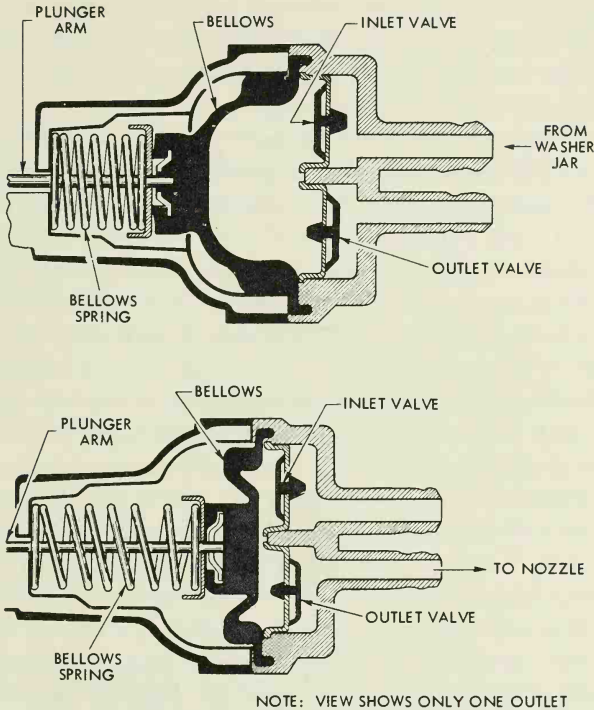 PLUNGER
ARM
BELLOWS
INLET VALVE
FROM
WASHER
JAR
OUTLET VALVE
BELLOWS
SPRING
BELLOWS
INLET VALVE
PLUNGER
ARM
TO NOZZLE
OUTLET VALVE
BELLOWS
SPRING
NOTE: VIEW SHOWS ONLY ONE OUTLET